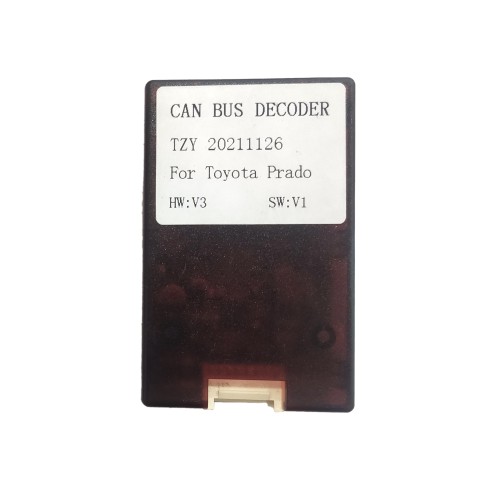 CAN BUS DECODER
TZY 20211126
For Toyota Prado
HW:V3 SW:V1